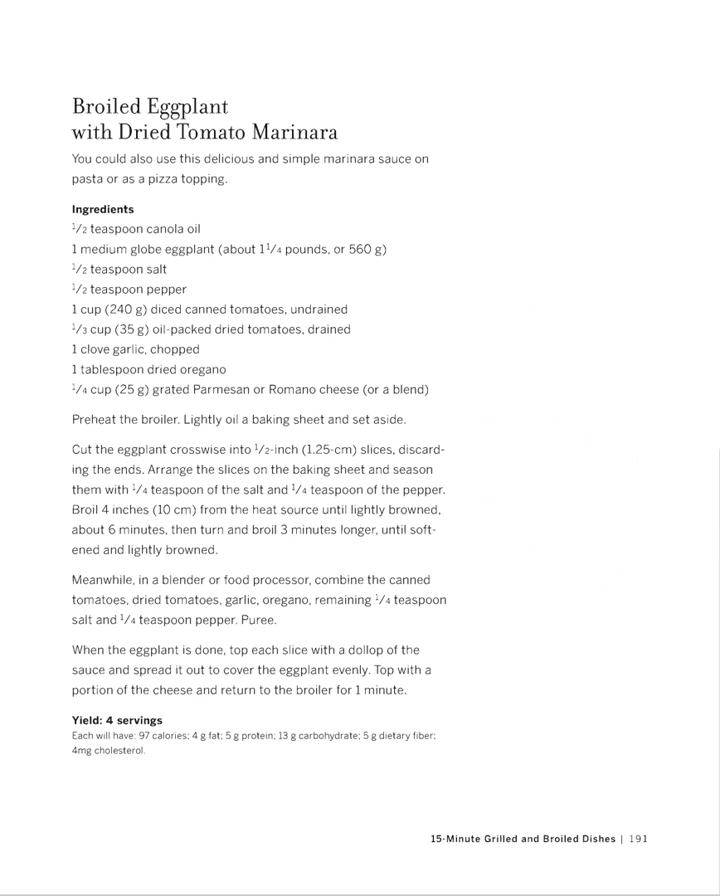 Broiled Eggplant
with Dried Tomato Marinara
You could also use this delicious and simple marinara sauce on
pasta or as a pizza topping.
Ingredients
1/2 teaspoon canola oil
1 medium globe eggplant (about 1 1/4 pounds, or 560 g)
1/2 teaspoon salt
1/2 teaspoon pepper
1 cup (240 g) diced canned tomatoes, undrained
1/3 cup (35 g) oil-packed dried tomatoes, drained
1 clove garlic, chopped
1 tablespoon dried oregano
1/4 cup (25 g) grated Parmesan or Romano cheese (or a blend)
Preheat the broiler. Lightly oil a baking sheet and set aside.
Cut the eggplant crosswise into 1/2-inch (1.25-cm) slices, discard-
ing the ends. Arrange the slices on the baking sheet and season
them with 1/4 teaspoon of the salt and 1/4 teaspoon of the pepper.
Broil 4 inches (10 cm) from the heat source until lightly browned,
about 6 minutes, then turn and broil 3 minutes longer, until soft-
ened and lightly browned.
Meanwhile, in a blender or food processor, combine the canned
tomatoes, dried tomatoes, garlic, oregano, remaining 1/4 teaspoon
salt and 1/4 teaspoon pepper. Puree.
When the eggplant is done, top each slice with a dollop of the
sauce and spread it out to cover the eggplant evenly. Top with a
portion of the cheese and return to the broiler for 1 minute.
Yield: 4 servings
Each will have: 97 calories; 4 g fat; 5 g protein; 13 g carbohydrate; 5 g dietary fiber;
4mg cholesterol.
15-Minute Grilled and Broiled Dishes | 191